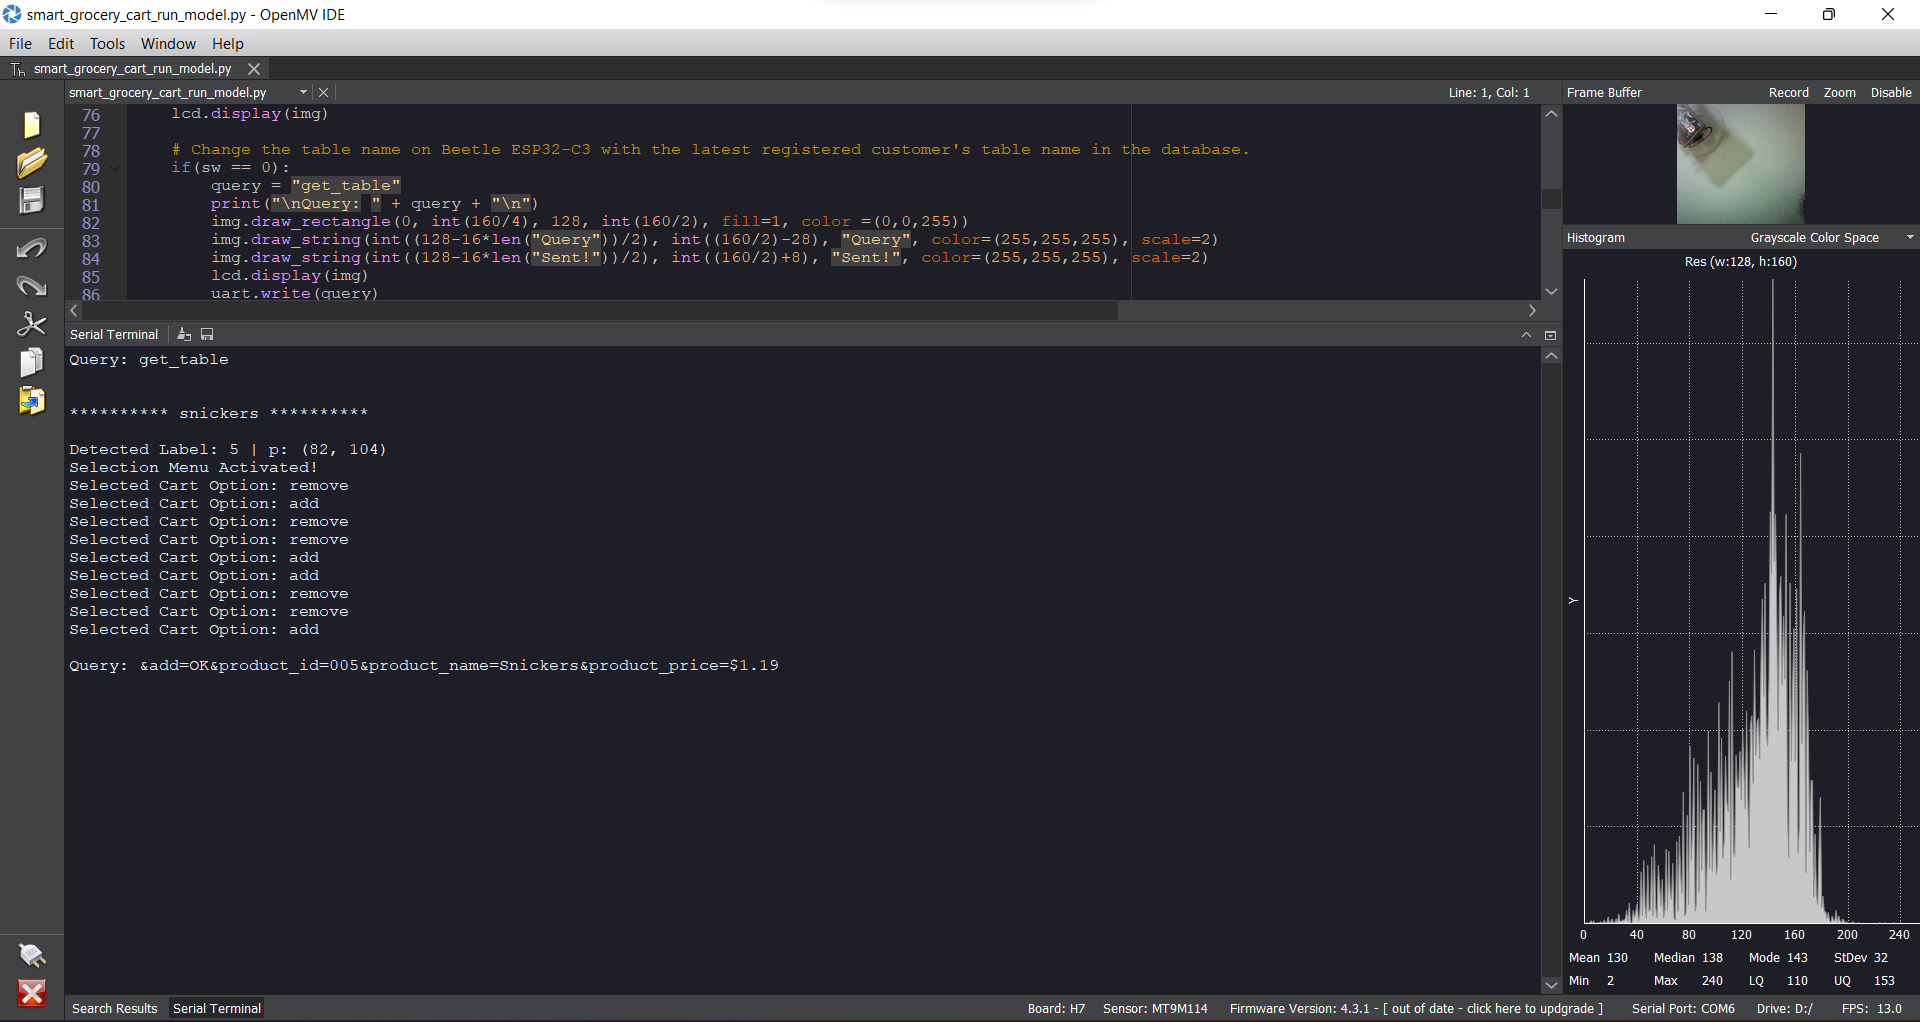 smart_grocery_cart_run_model.py - OpenMV IDE
File Edit Tools Window Help
smart_grocery_cart_run_model.py
smart_grocery_cart_run_model.py
Line: 1, Col: 1
76 lcd.display(img)
77
78 # Change the table name on Beetle ESP32-C3 with the latest registered customer's table name in the database.
79 if(sw == 0):
80 query = "get_table"
81 print("\nQuery: " + query + "\n")
82 img.draw_rectangle(0, int(160/4), 128, int(160/2), fill=1, color =(0,0,255))
83 img.draw_string(int((128-16*len("Query"))/2), int((160/2)-28), "Query", color=(255,255,255), scale=2)
84 img.draw_string(int((128-16*len("Sent!"))/2), int((160/2)+8), "Sent!", color=(255,255,255), scale=2)
85 lcd.display(img)
86 uart.write(query)
Serial Terminal
Query: get_table
********** snickers **********
Detected Label: 5 | p: (82, 104)
Selection Menu Activated!
Selected Cart Option: remove
Selected Cart Option: add
Selected Cart Option: remove
Selected Cart Option: remove
Selected Cart Option: add
Selected Cart Option: add
Selected Cart Option: remove
Selected Cart Option: remove
Selected Cart Option: add
Query: &add=OK&product_id=005&product_name=Snickers&product_price=$1.19
Frame Buffer Record Zoom Disable
Histogram Grayscale Color Space
Res (w:128, h:160)
Y
0 40 80 120 160 200 240
Mean 130 Median 138 Mode 143 StDev 32
Min 2 Max 240 LQ 110 UQ 153
Search Results Serial Terminal
Board: H7 Sensor: MT9M114 Firmware Version: 4.3.1 - [ out of date - click here to updgrade ] Serial Port: COM6 Drive: D:/ FPS: 13.0